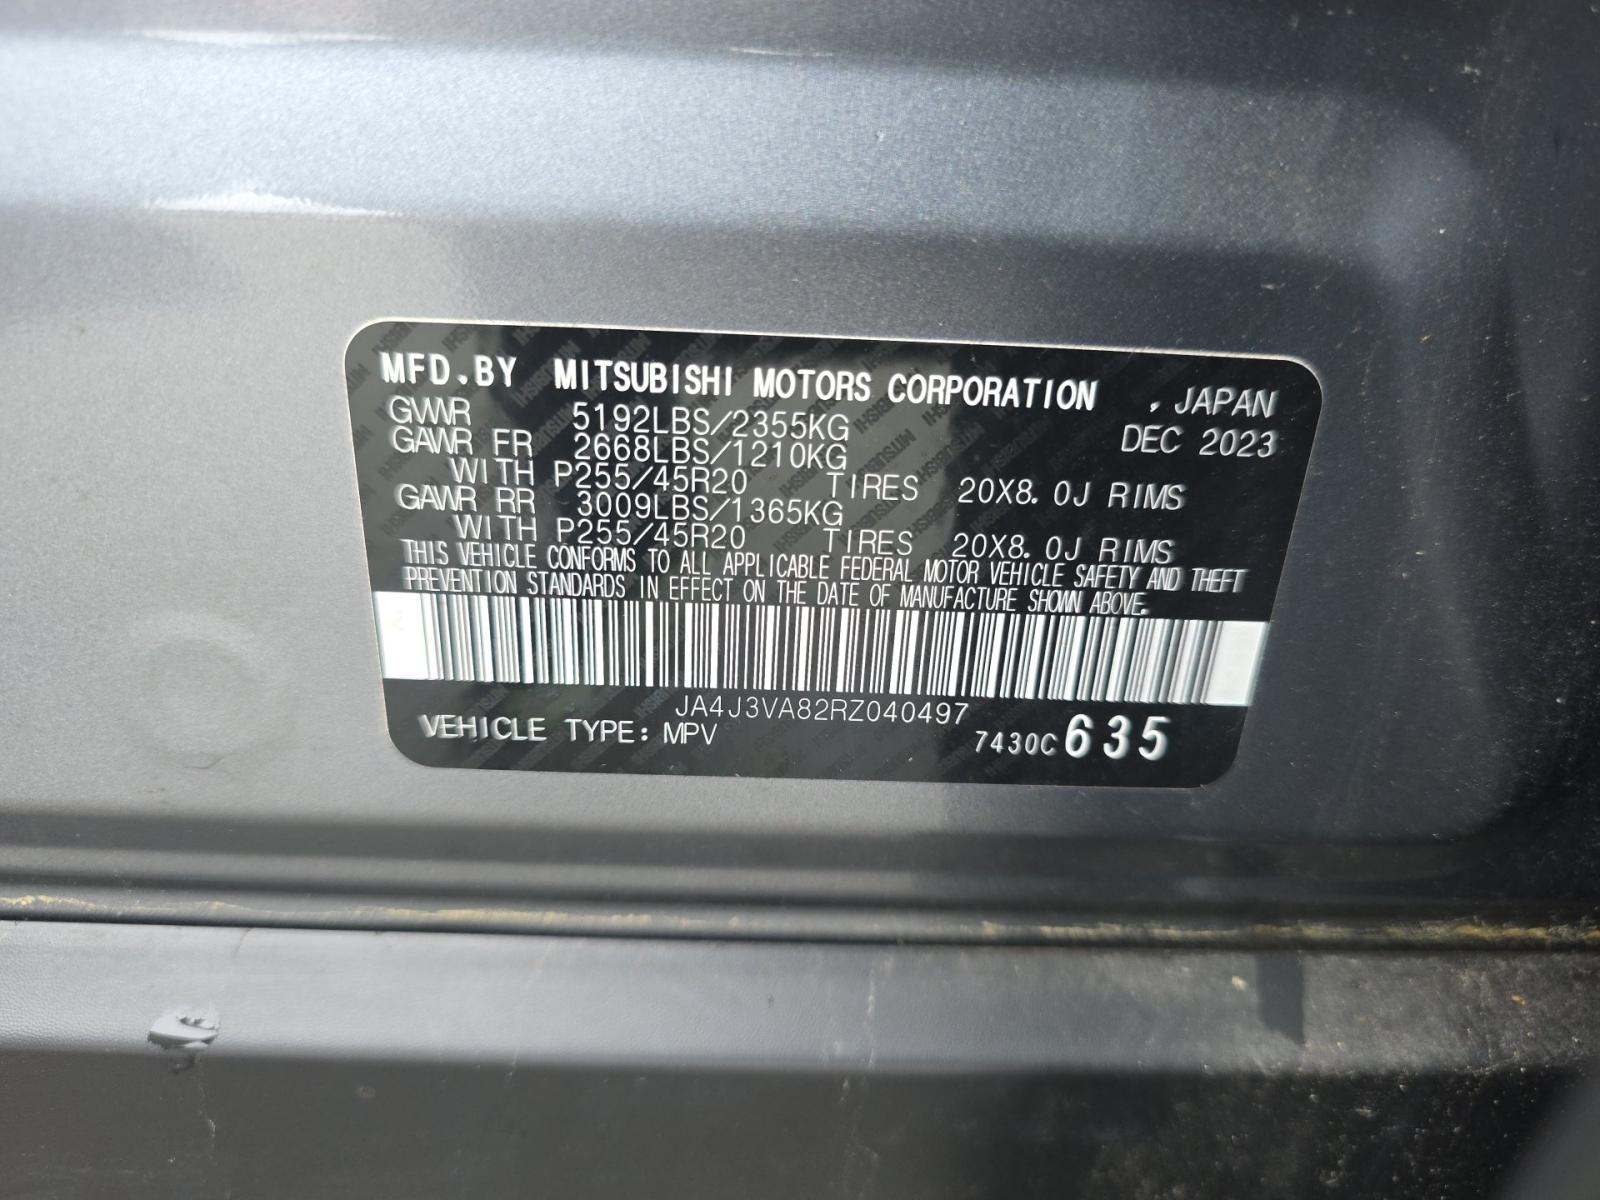 MFD.BY MITSUBISHI MOTORS CORPORATION , JAPAN
GVWR 5192LBS/2355KG DEC 2023
GAWR FR 2668LBS/1210KG
WITH P255/45R20 TIRES 20X8.0J RIMS
GAWR RR 3009LBS/1365KG
WITH P255/45R20 TIRES 20X8.0J RIMS
THIS VEHICLE CONFORMS TO ALL APPLICABLE FEDERAL MOTOR VEHICLE SAFETY AND THEFT
PREVENTION STANDARDS IN EFFECT ON THE DATE OF MANUFACTURE SHOWN ABOVE.
JA4J3VA82RZ040497
VEHICLE TYPE: MPV 7430C 635